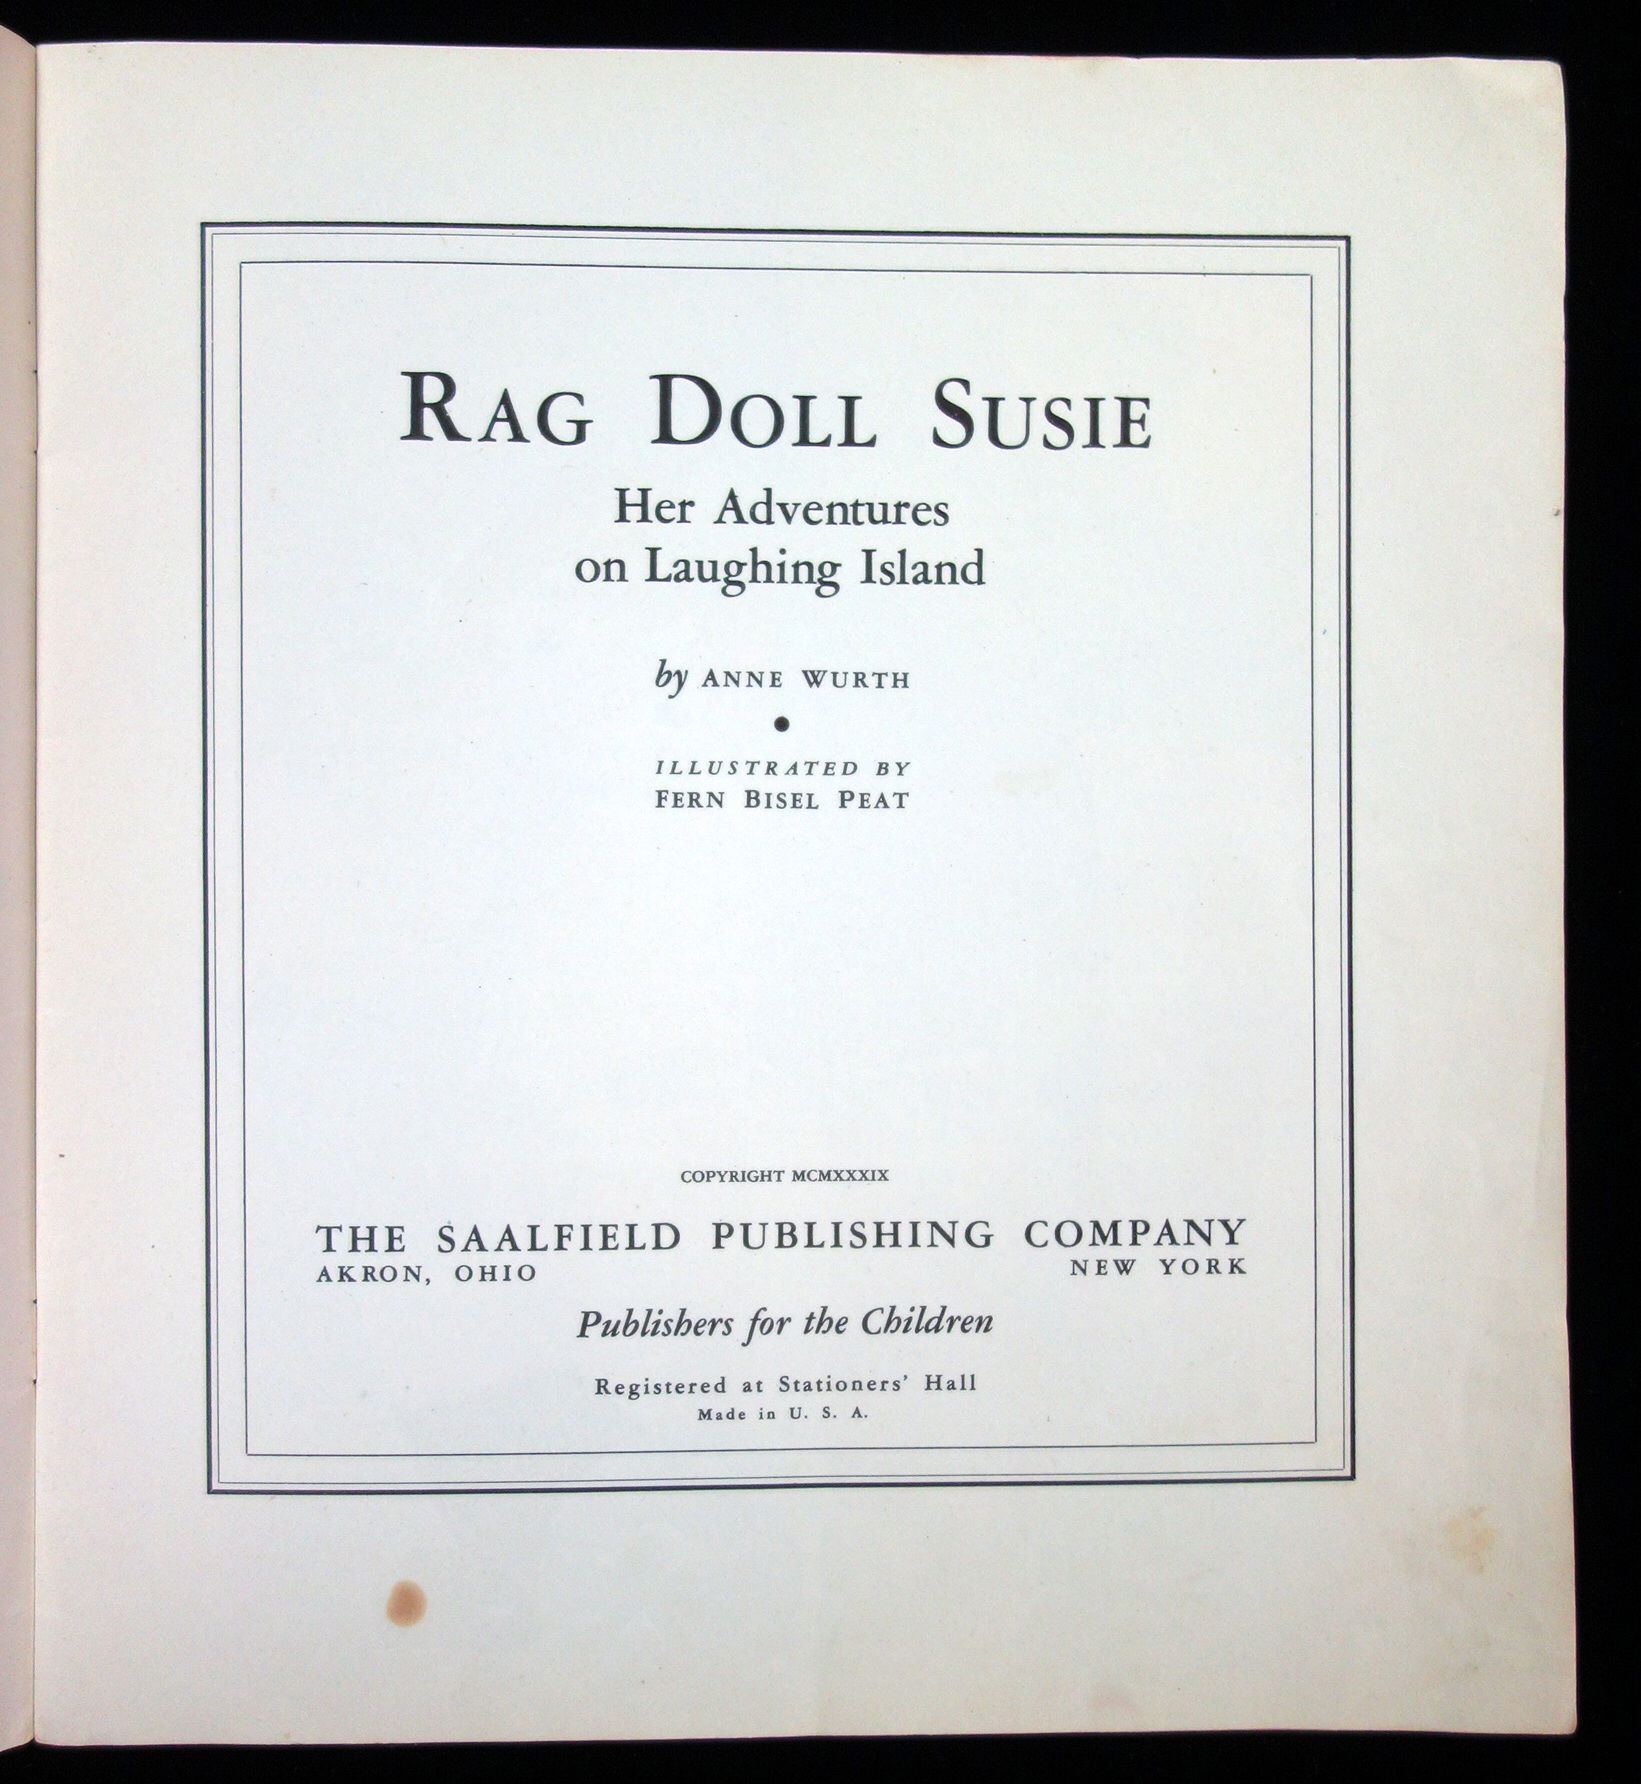 RAG DOLL SUSIE
Her Adventures
on Laughing Island
by ANNE WURTH
●
ILLUSTRATED BY
FERN BISEL PEAT
COPYRIGHT MCMXXXIX
THE SAALFIELD PUBLISHING COMPANY
AKRON, OHIO NEW YORK
Publishers for the Children
Registered at Stationers' Hall
Made in U. S. A.